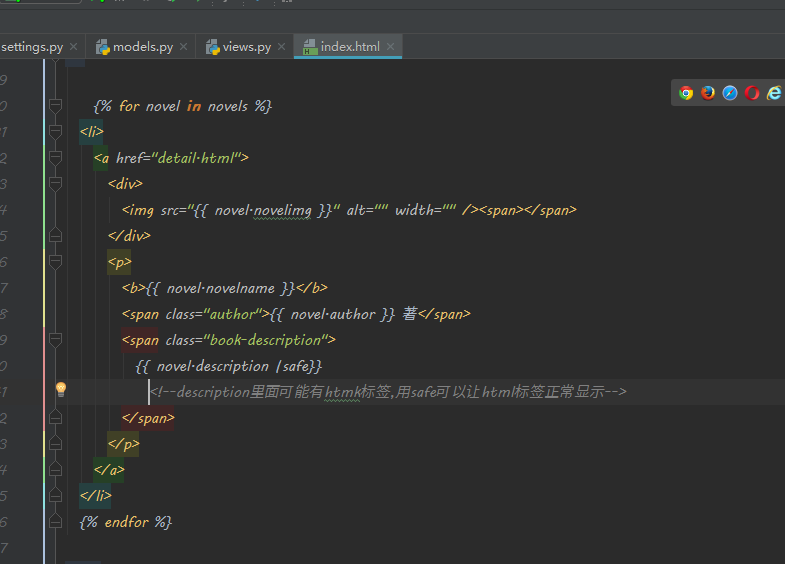 settings.py × models.py × views.py × index.html ×
9
0 {% for novel in novels %}
1 <li>
2 <a href="detail.html">
3 <div>
4 <img src="{{ novel.novelimg }}" alt="" width="" /><span></span>
5 </div>
6 <p>
7 <b>{{ novel.novelname }}</b>
8 <span class="author">{{ novel.author }} 著</span>
9 <span class="book-description">
0 {{ novel.description |safe}}
1 <!--description里面可能有htmk标签,用safe可以让html标签正常显示-->
2 </span>
3 </p>
4 </a>
5 </li>
6 {% endfor %}
7